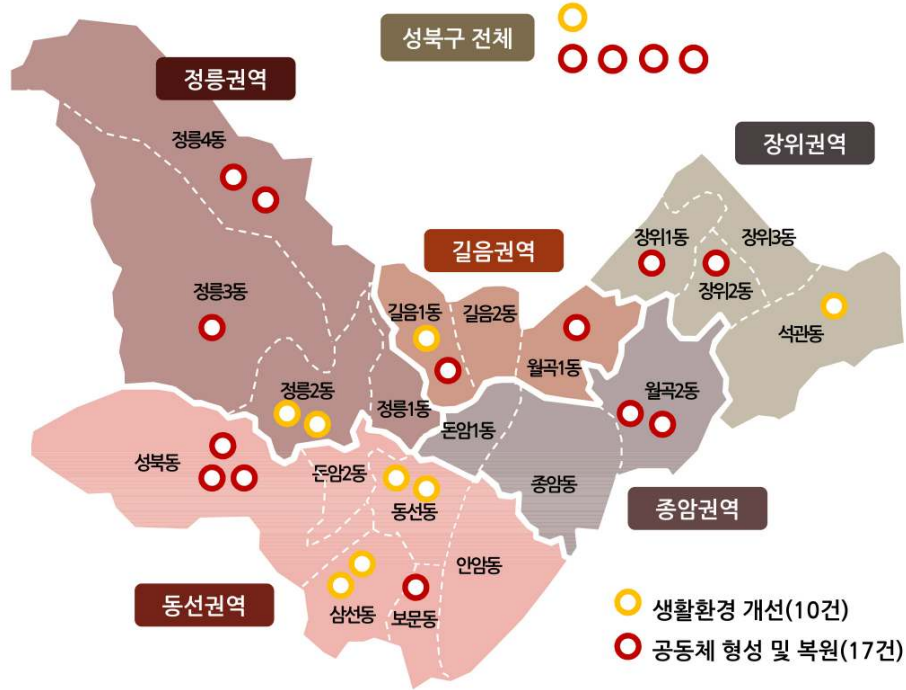 성북구 전체
정릉권역
정릉4동
장위권역
길음권역
장위1동
장위3동
장위2동
정릉3동
길음1동
길음2동
석관동
월곡1동
정릉2동
월곡2동
정릉1동
돈암1동
성북동
돈암2동
종암동
동선동
종암권역
안암동
동선권역
삼선동
보문동
생활환경 개선(10건)
공동체 형성 및 복원(17건)